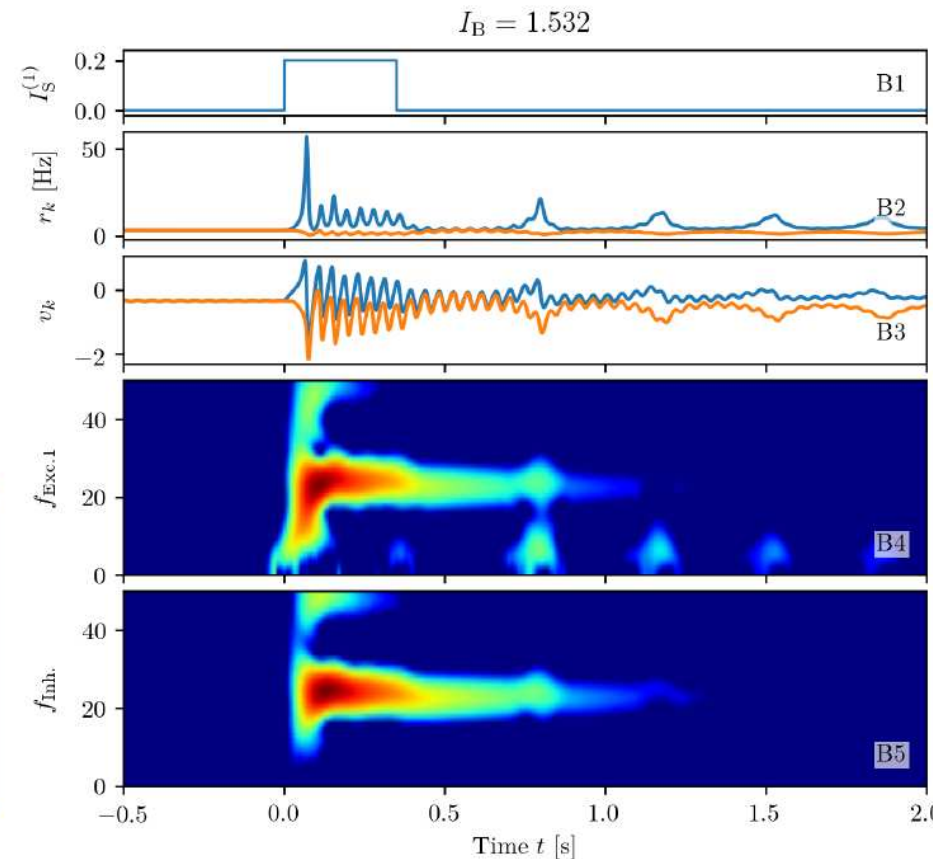 I_B = 1.532
I_S^(1)
0.2
0.0
B1
r_k [Hz]
50
0
B2
v_k
0
−2
B3
f_Exc.1
40
20
0
B4
f_Inh.
40
20
0
B5
−0.5 0.0 0.5 1.0 1.5 2.0
Time t [s]